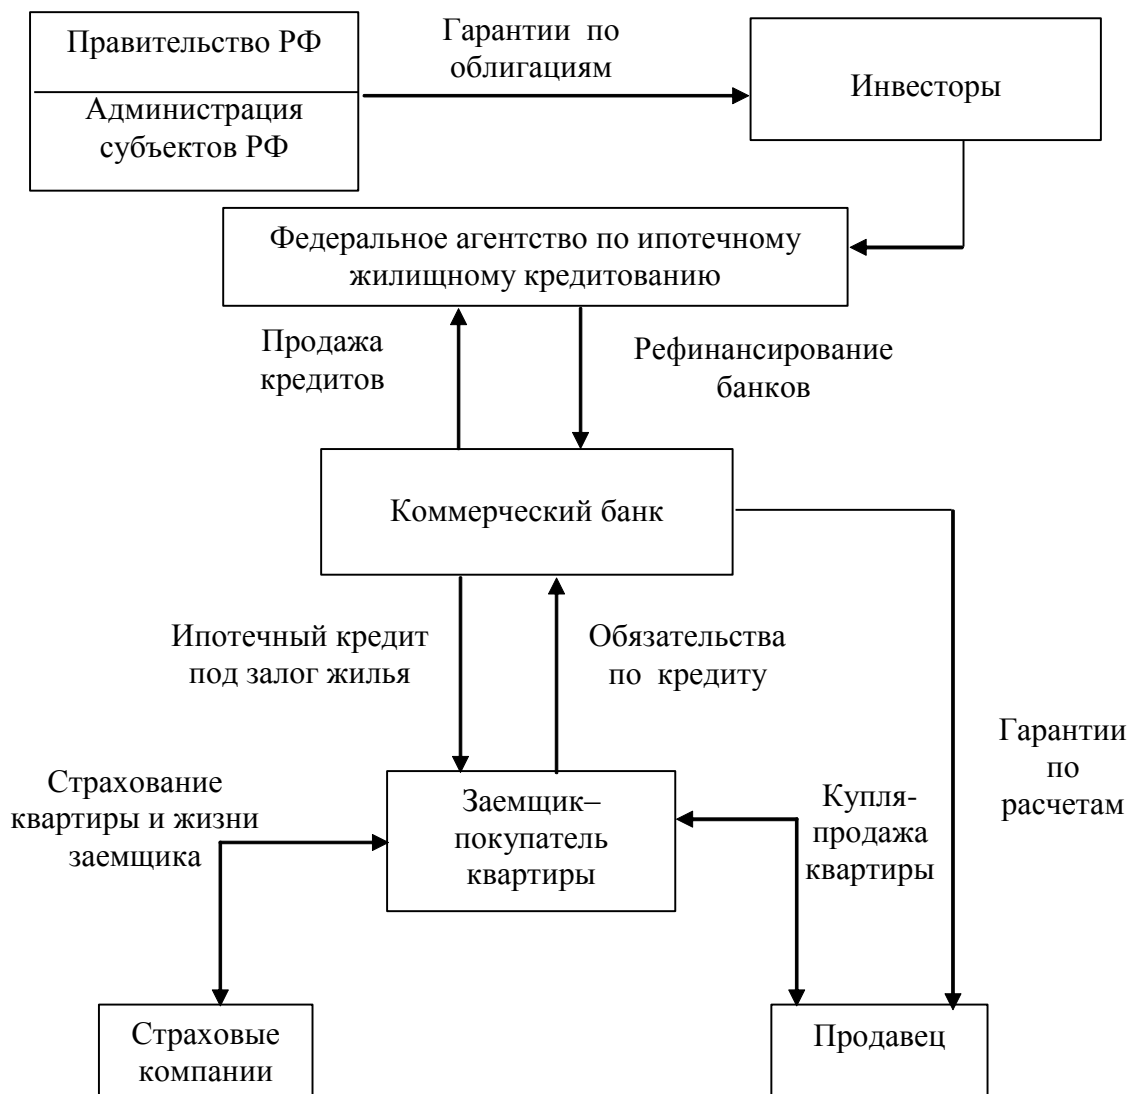 Правительство РФ
Администрация
субъектов РФ
Гарантии по
облигациям
Инвесторы
Федеральное агентство по ипотечному
жилищному кредитованию
Продажа
кредитов
Рефинансирование
банков
Коммерческий банк
Ипотечный кредит
под залог жилья
Обязательства
по кредиту
Гарантии
по
расчетам
Страхование
квартиры и жизни
заемщика
Заемщик–
покупатель
квартиры
Купля-
продажа
квартиры
Страховые
компании
Продавец